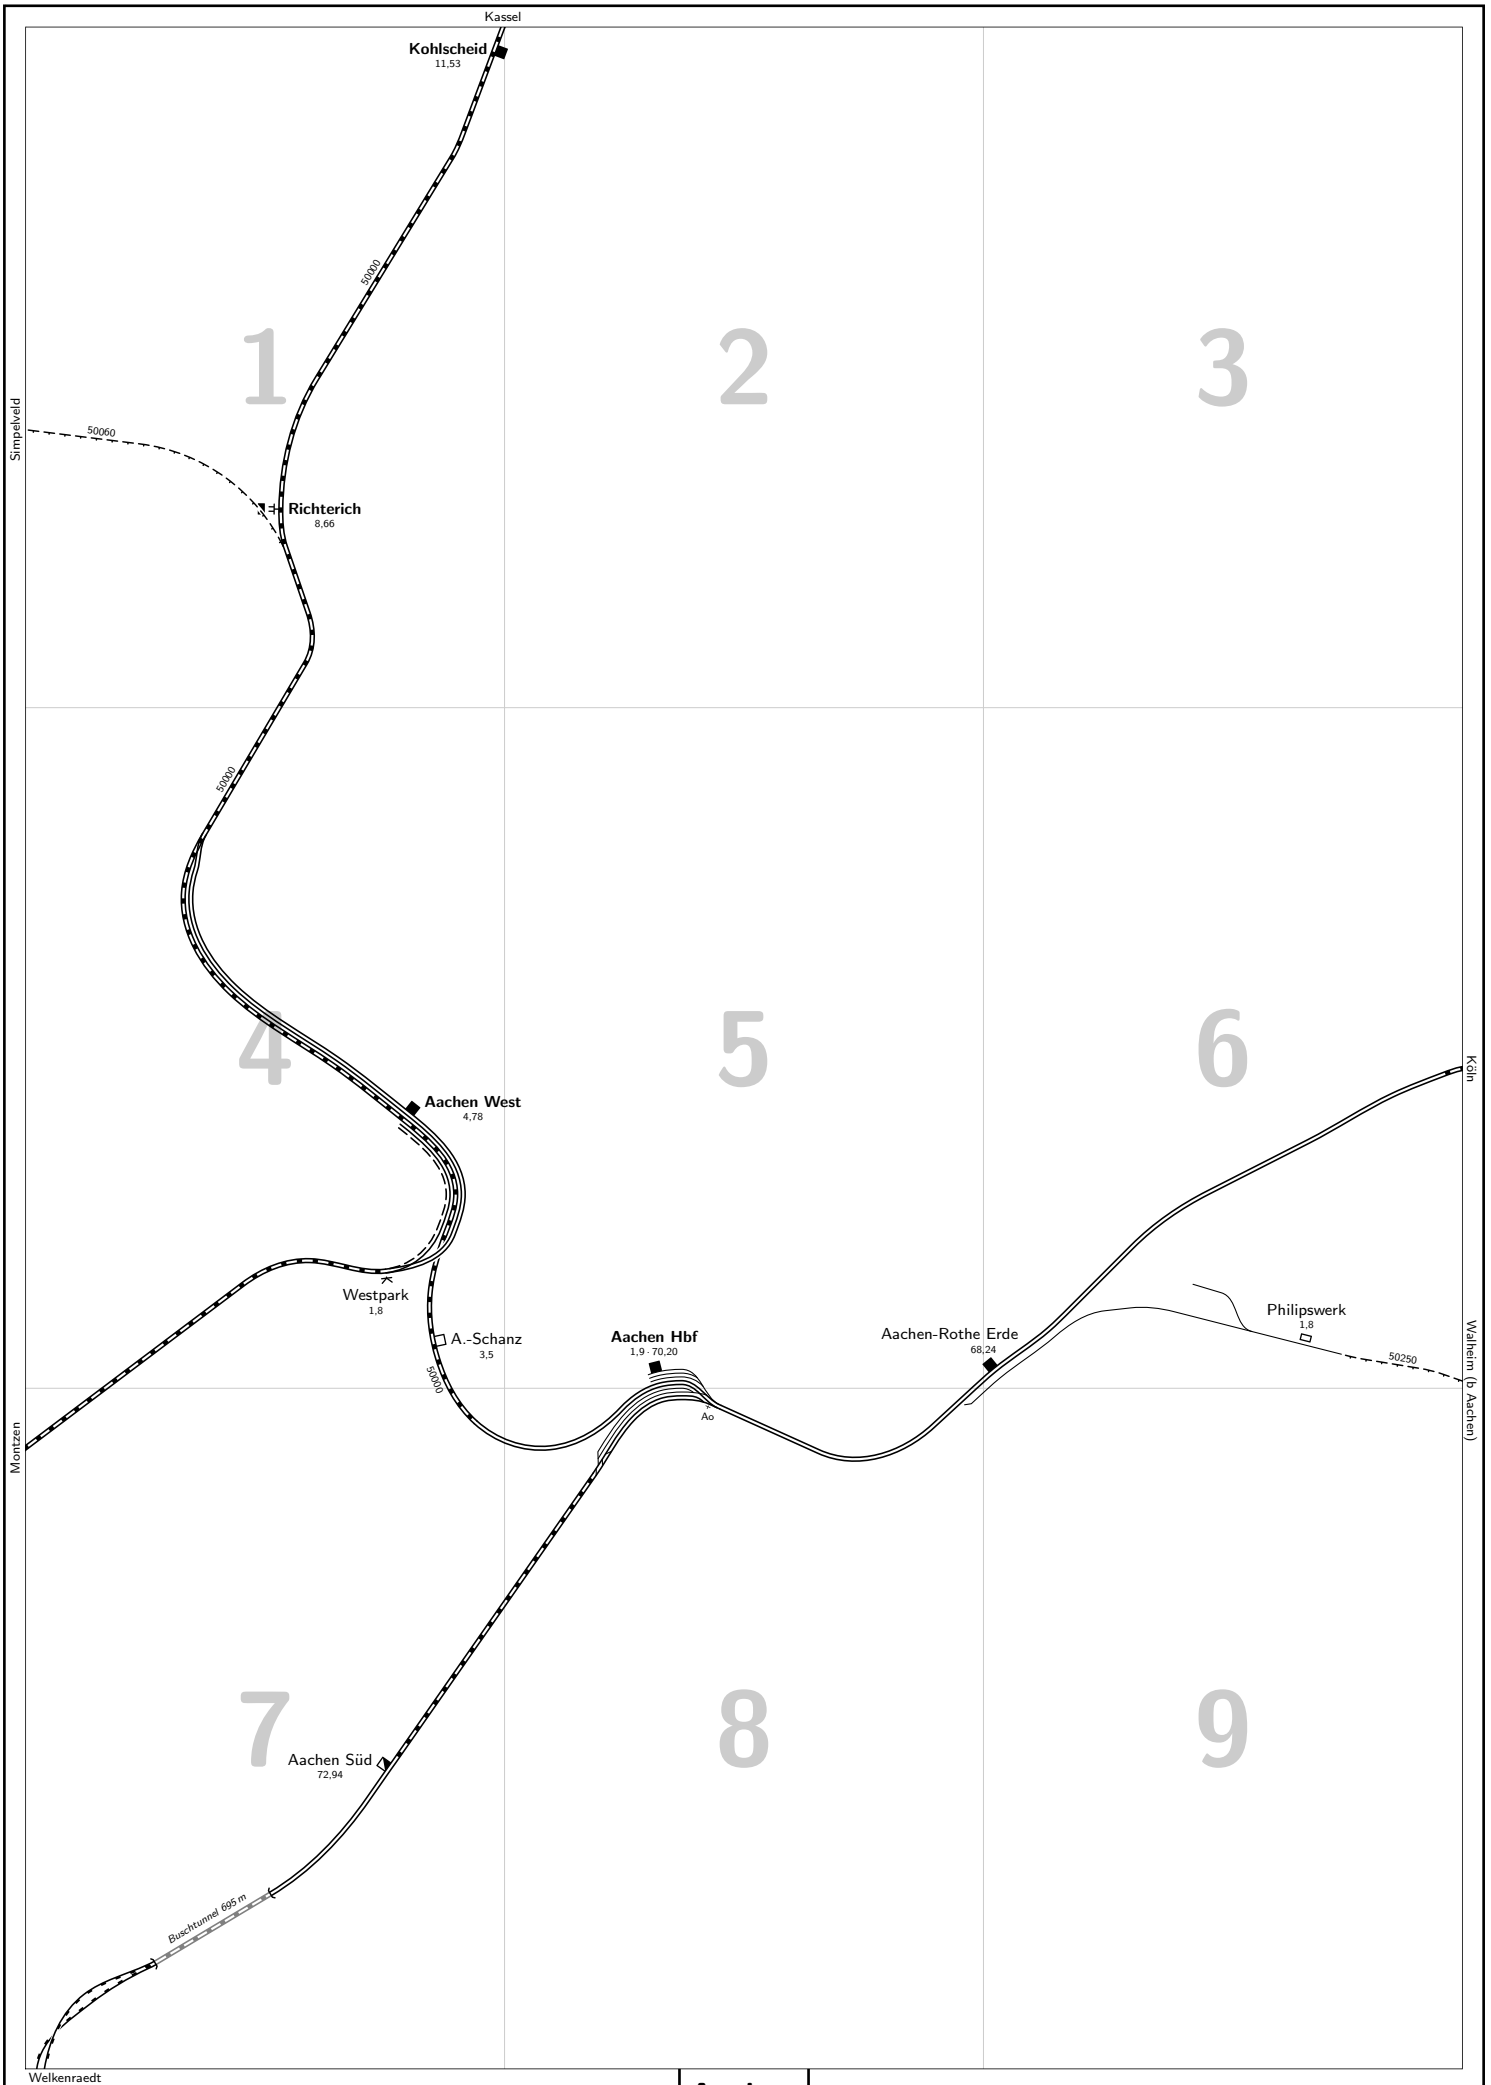 Kassel
Kohlscheid
11,53
50000
1
2
3
Simpelveld
50060
Richterich
8,66
50000
4
5
6
Köln
Aachen West
4,78
Westpark
1,8
A.-Schanz
3,5
50000
Aachen Hbf
1,9 · 70,20
Ao
Aachen-Rothe Erde
68,24
Philipswerk
1,8
50250
Walheim (b Aachen)
Montzen
7
8
9
Aachen Süd
72,94
Buschtunnel 695 m
Welkenraedt